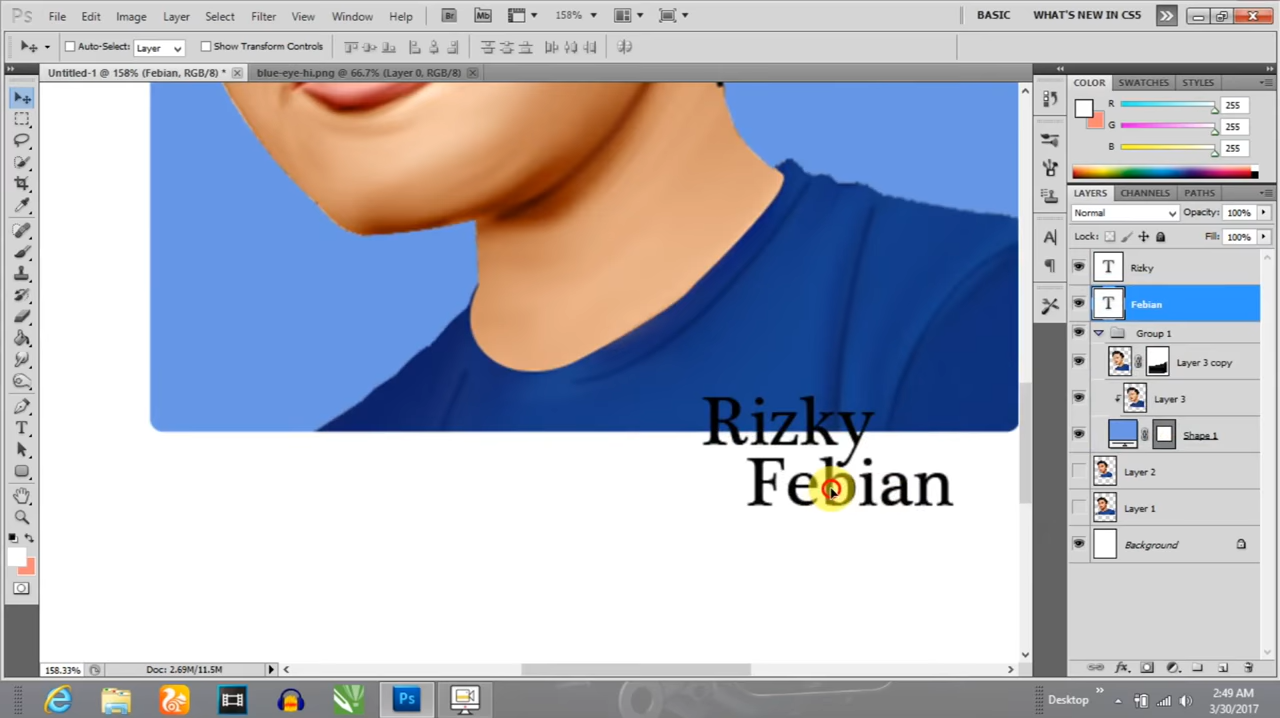 Ps File Edit Image Layer Select Filter View Window Help Br Mb 158% BASIC WHAT'S NEW IN CS5
Auto-Select: Layer Show Transform Controls
Untitled-1 @ 158% (Febian, RGB/8) * blue-eye-hi.png @ 66.7% (Layer 0, RGB/8)
COLOR SWATCHES STYLES
R 255
G 255
B 255
LAYERS CHANNELS PATHS
Normal Opacity: 100%
Lock: Fill: 100%
T Rizky
T Febian
Group 1
Layer 3 copy
Layer 3
Shape 1
Layer 2
Layer 1
Background
Rizky
Febian
158.33% Doc: 2.69M/11.5M
Ps Desktop 2:49 AM
3/30/2017